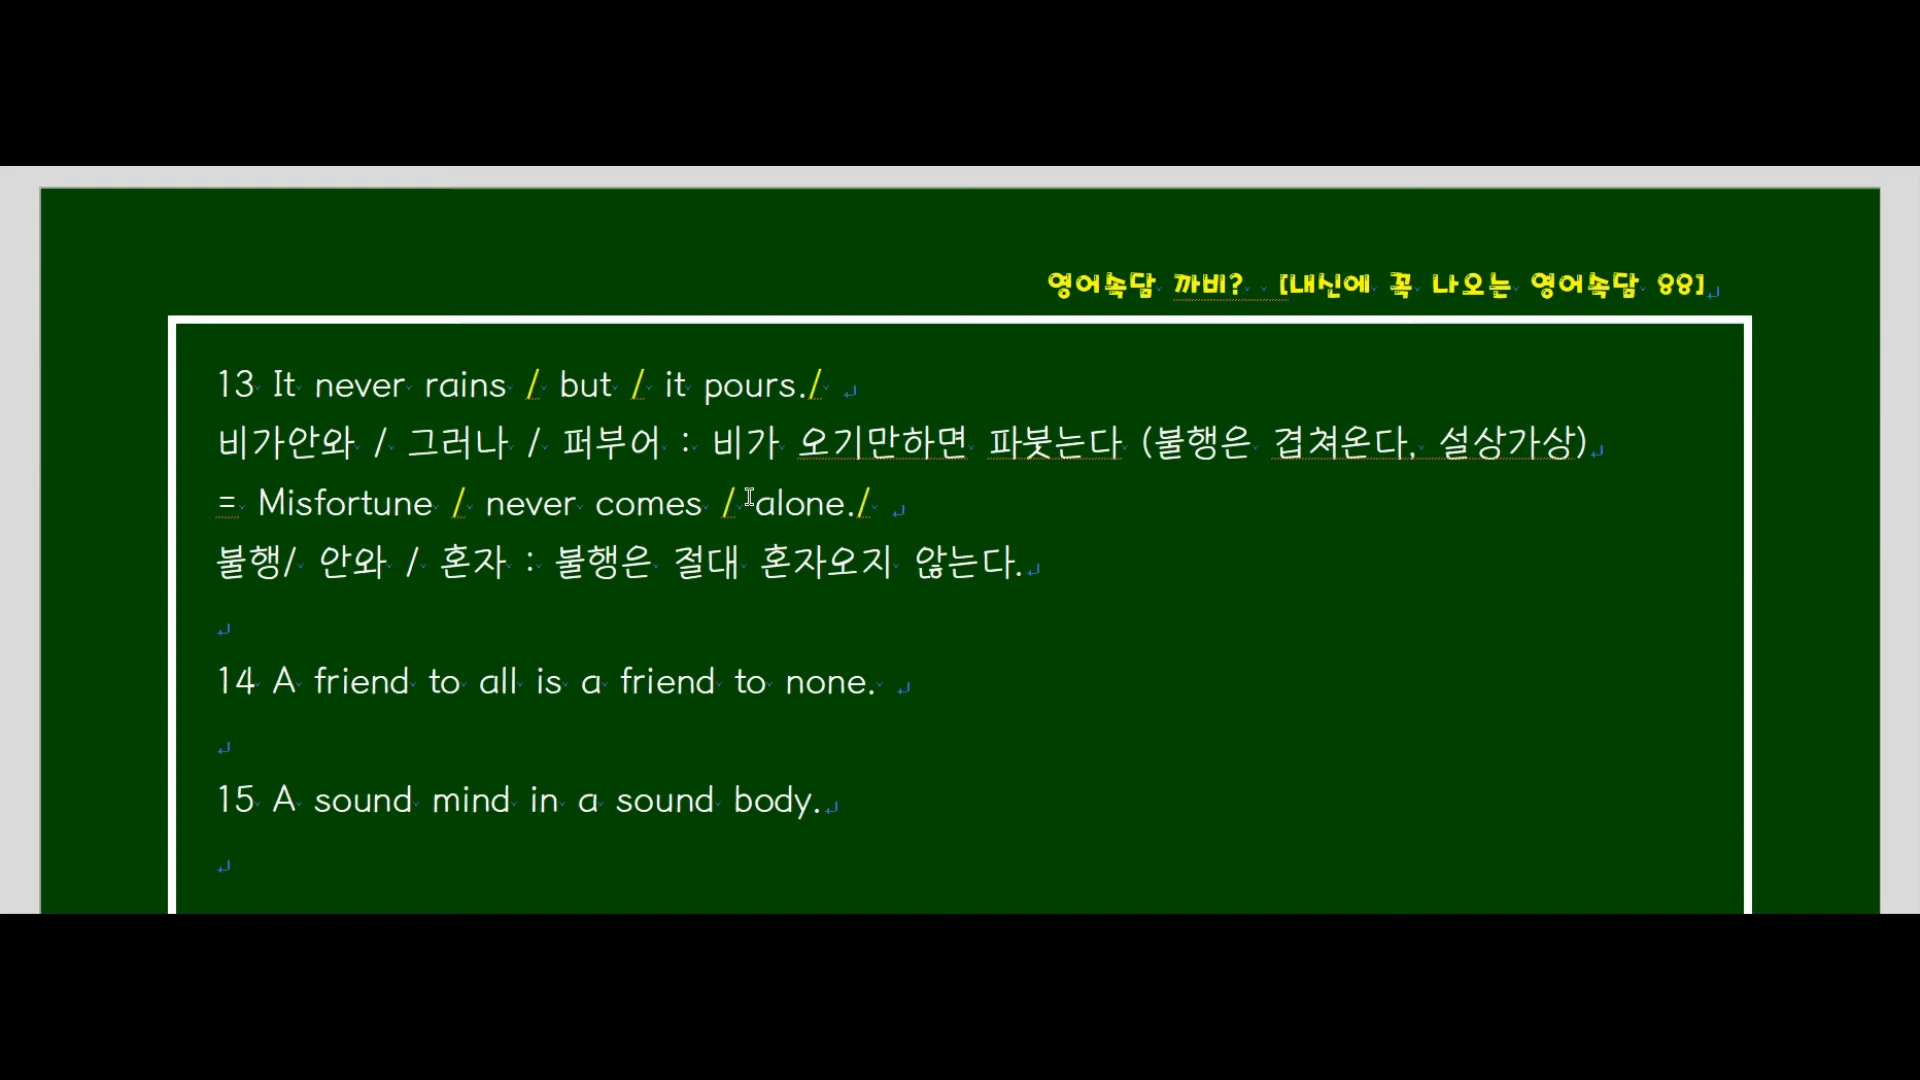 영어속담 까비? [내신에 꼭 나오는 영어속담 88]
13 It never rains / but / it pours./
비가안와 / 그러나 / 퍼부어 : 비가 오기만하면 파붓는다 (불행은 겹쳐온다, 설상가상)
= Misfortune / never comes / alone./
불행/ 안와 / 혼자 : 불행은 절대 혼자오지 않는다.
14 A friend to all is a friend to none.
15 A sound mind in a sound body.